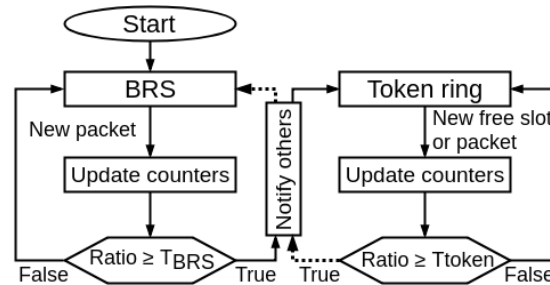 Start
BRS
New packet
Update counters
Ratio ≥ TBRS
False
True
Notify others
Token ring
New free slot
or packet
Update counters
Ratio ≥ Ttoken
True
False